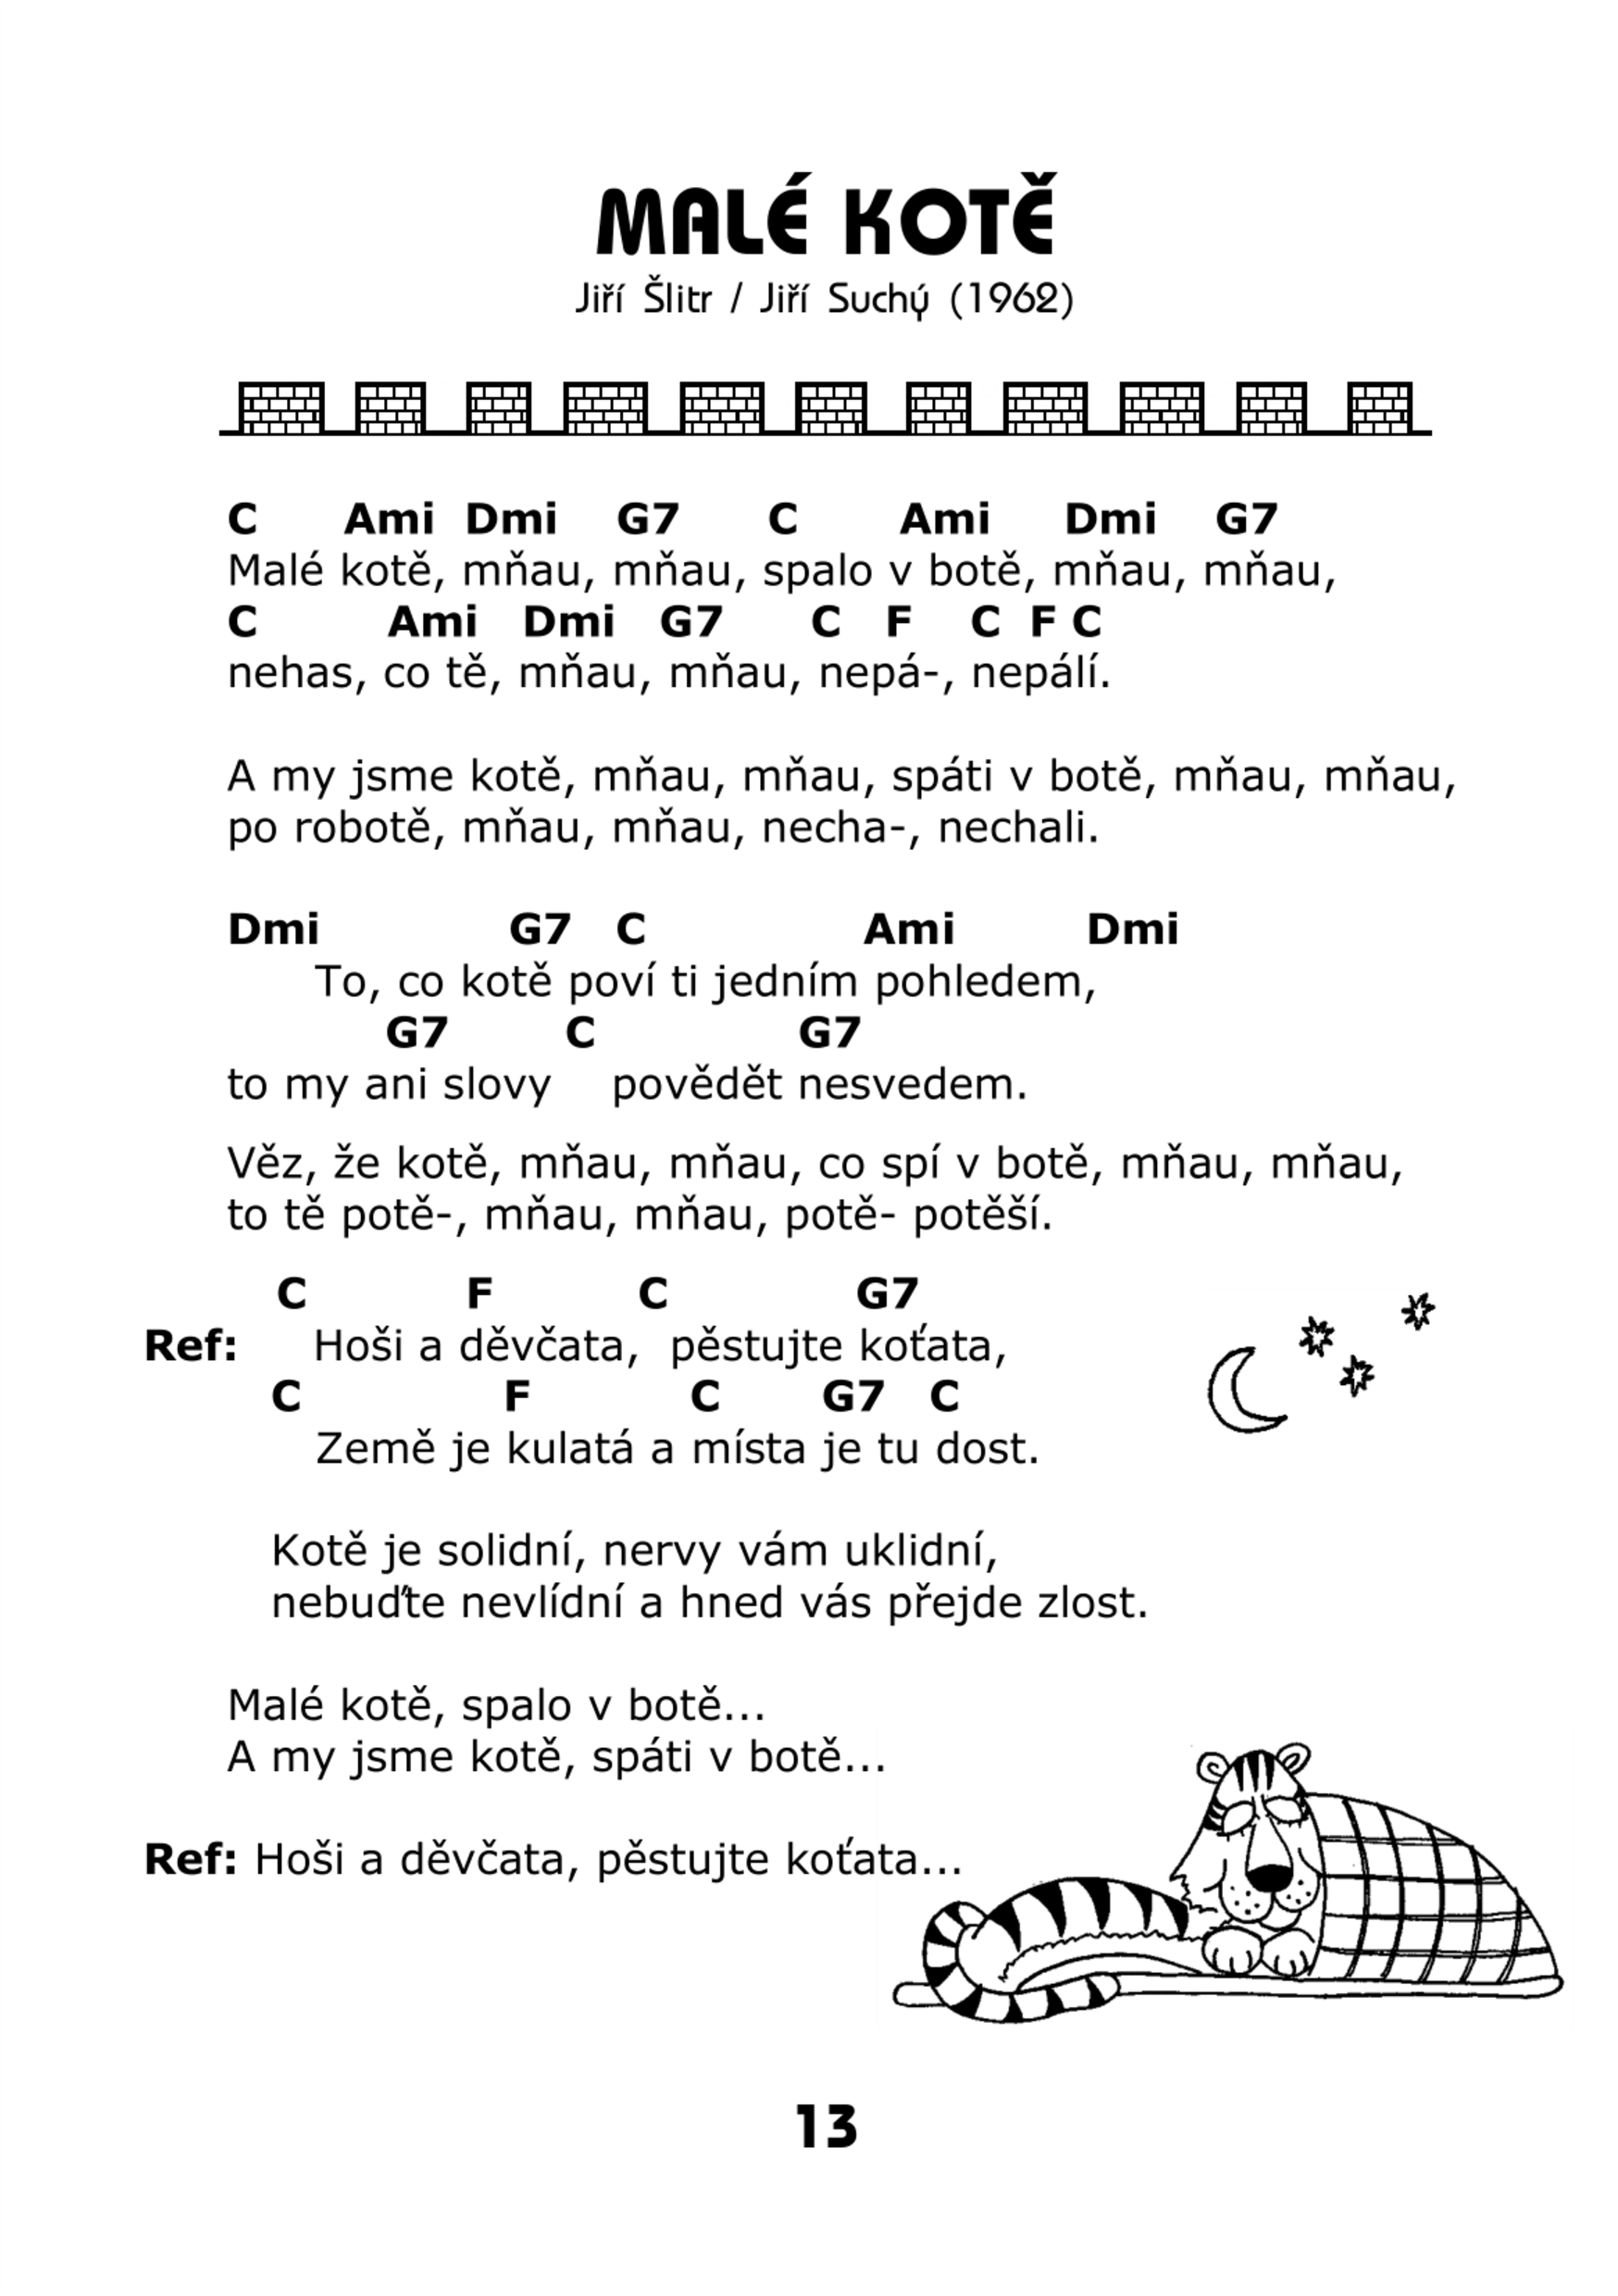 MALÉ KOTĚ
Jiří Šlitr / Jiří Suchý (1962)
C Ami Dmi G7 C Ami Dmi G7
Malé kotě, mňau, mňau, spalo v botě, mňau, mňau,
C Ami Dmi G7 C F C F C
nehas, co tě, mňau, mňau, nepá-, nepálí.
A my jsme kotě, mňau, mňau, spáti v botě, mňau, mňau,
po robotě, mňau, mňau, necha-, nechali.
Dmi G7 C Ami Dmi
To, co kotě poví ti jedním pohledem,
G7 C G7
to my ani slovy povědět nesvedem.
Věz, že kotě, mňau, mňau, co spí v botě, mňau, mňau,
to tě potě-, mňau, mňau, potě- potěší.
C F C G7
Ref: Hoši a děvčata, pěstujte koťata,
C F C G7 C
Země je kulatá a místa je tu dost.
Kotě je solidní, nervy vám uklidní,
nebuďte nevlídní a hned vás přejde zlost.
Malé kotě, spalo v botě...
A my jsme kotě, spáti v botě...
Ref: Hoši a děvčata, pěstujte koťata...
13